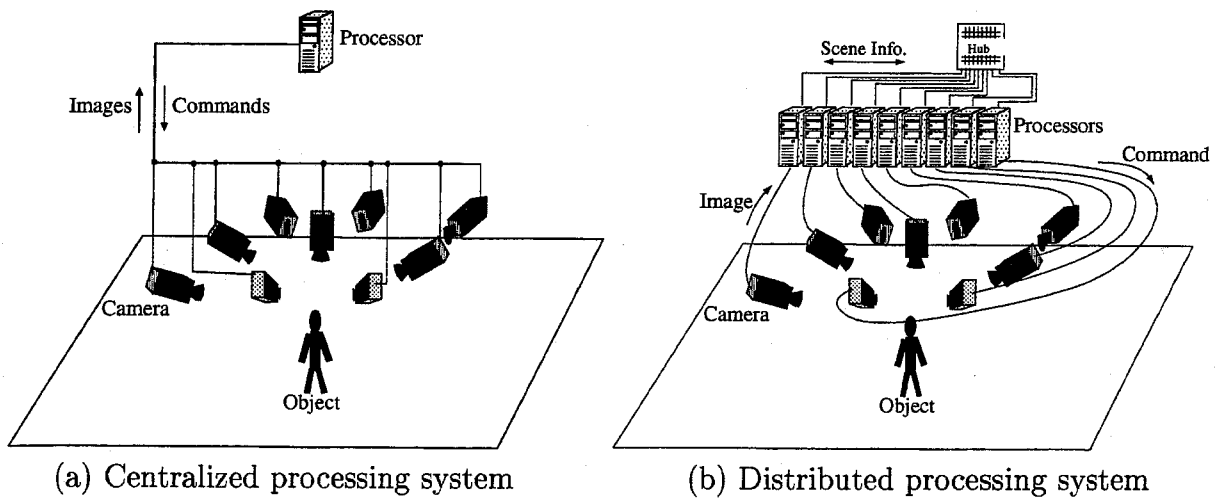 Processor
Images
Commands
Camera
Object
(a) Centralized processing system
Scene Info.
Hub
Processors
Command
Image
Camera
Object
(b) Distributed processing system